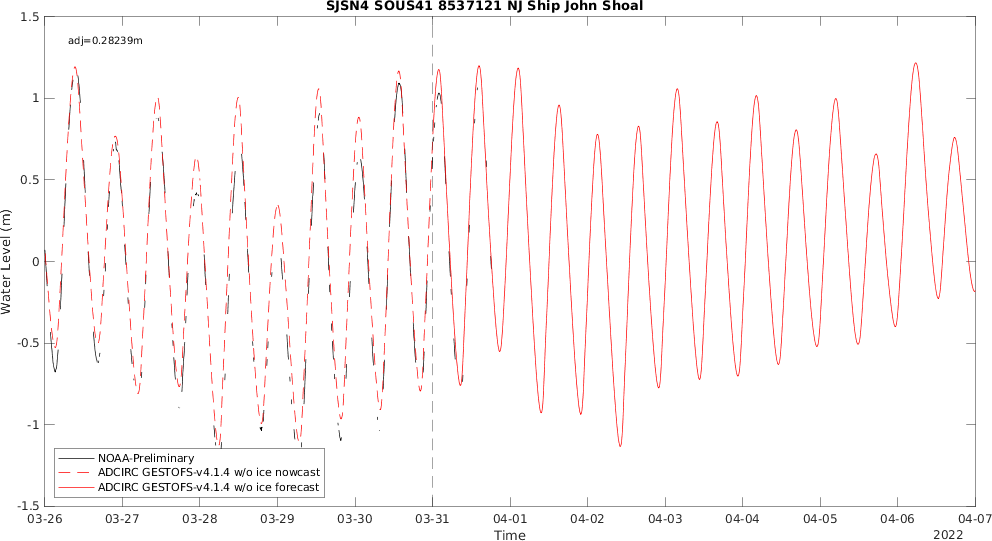 SJSN4 SOUS41 8537121 NJ Ship John Shoal
adj=0.28239m
Water Level (m)
1.5
1
0.5
0
-0.5
-1
-1.5
NOAA-Preliminary
ADCIRC GESTOFS-v4.1.4 w/o ice nowcast
ADCIRC GESTOFS-v4.1.4 w/o ice forecast
03-26 03-27 03-28 03-29 03-30 03-31 04-01 04-02 04-03 04-04 04-05 04-06 04-07
Time
2022